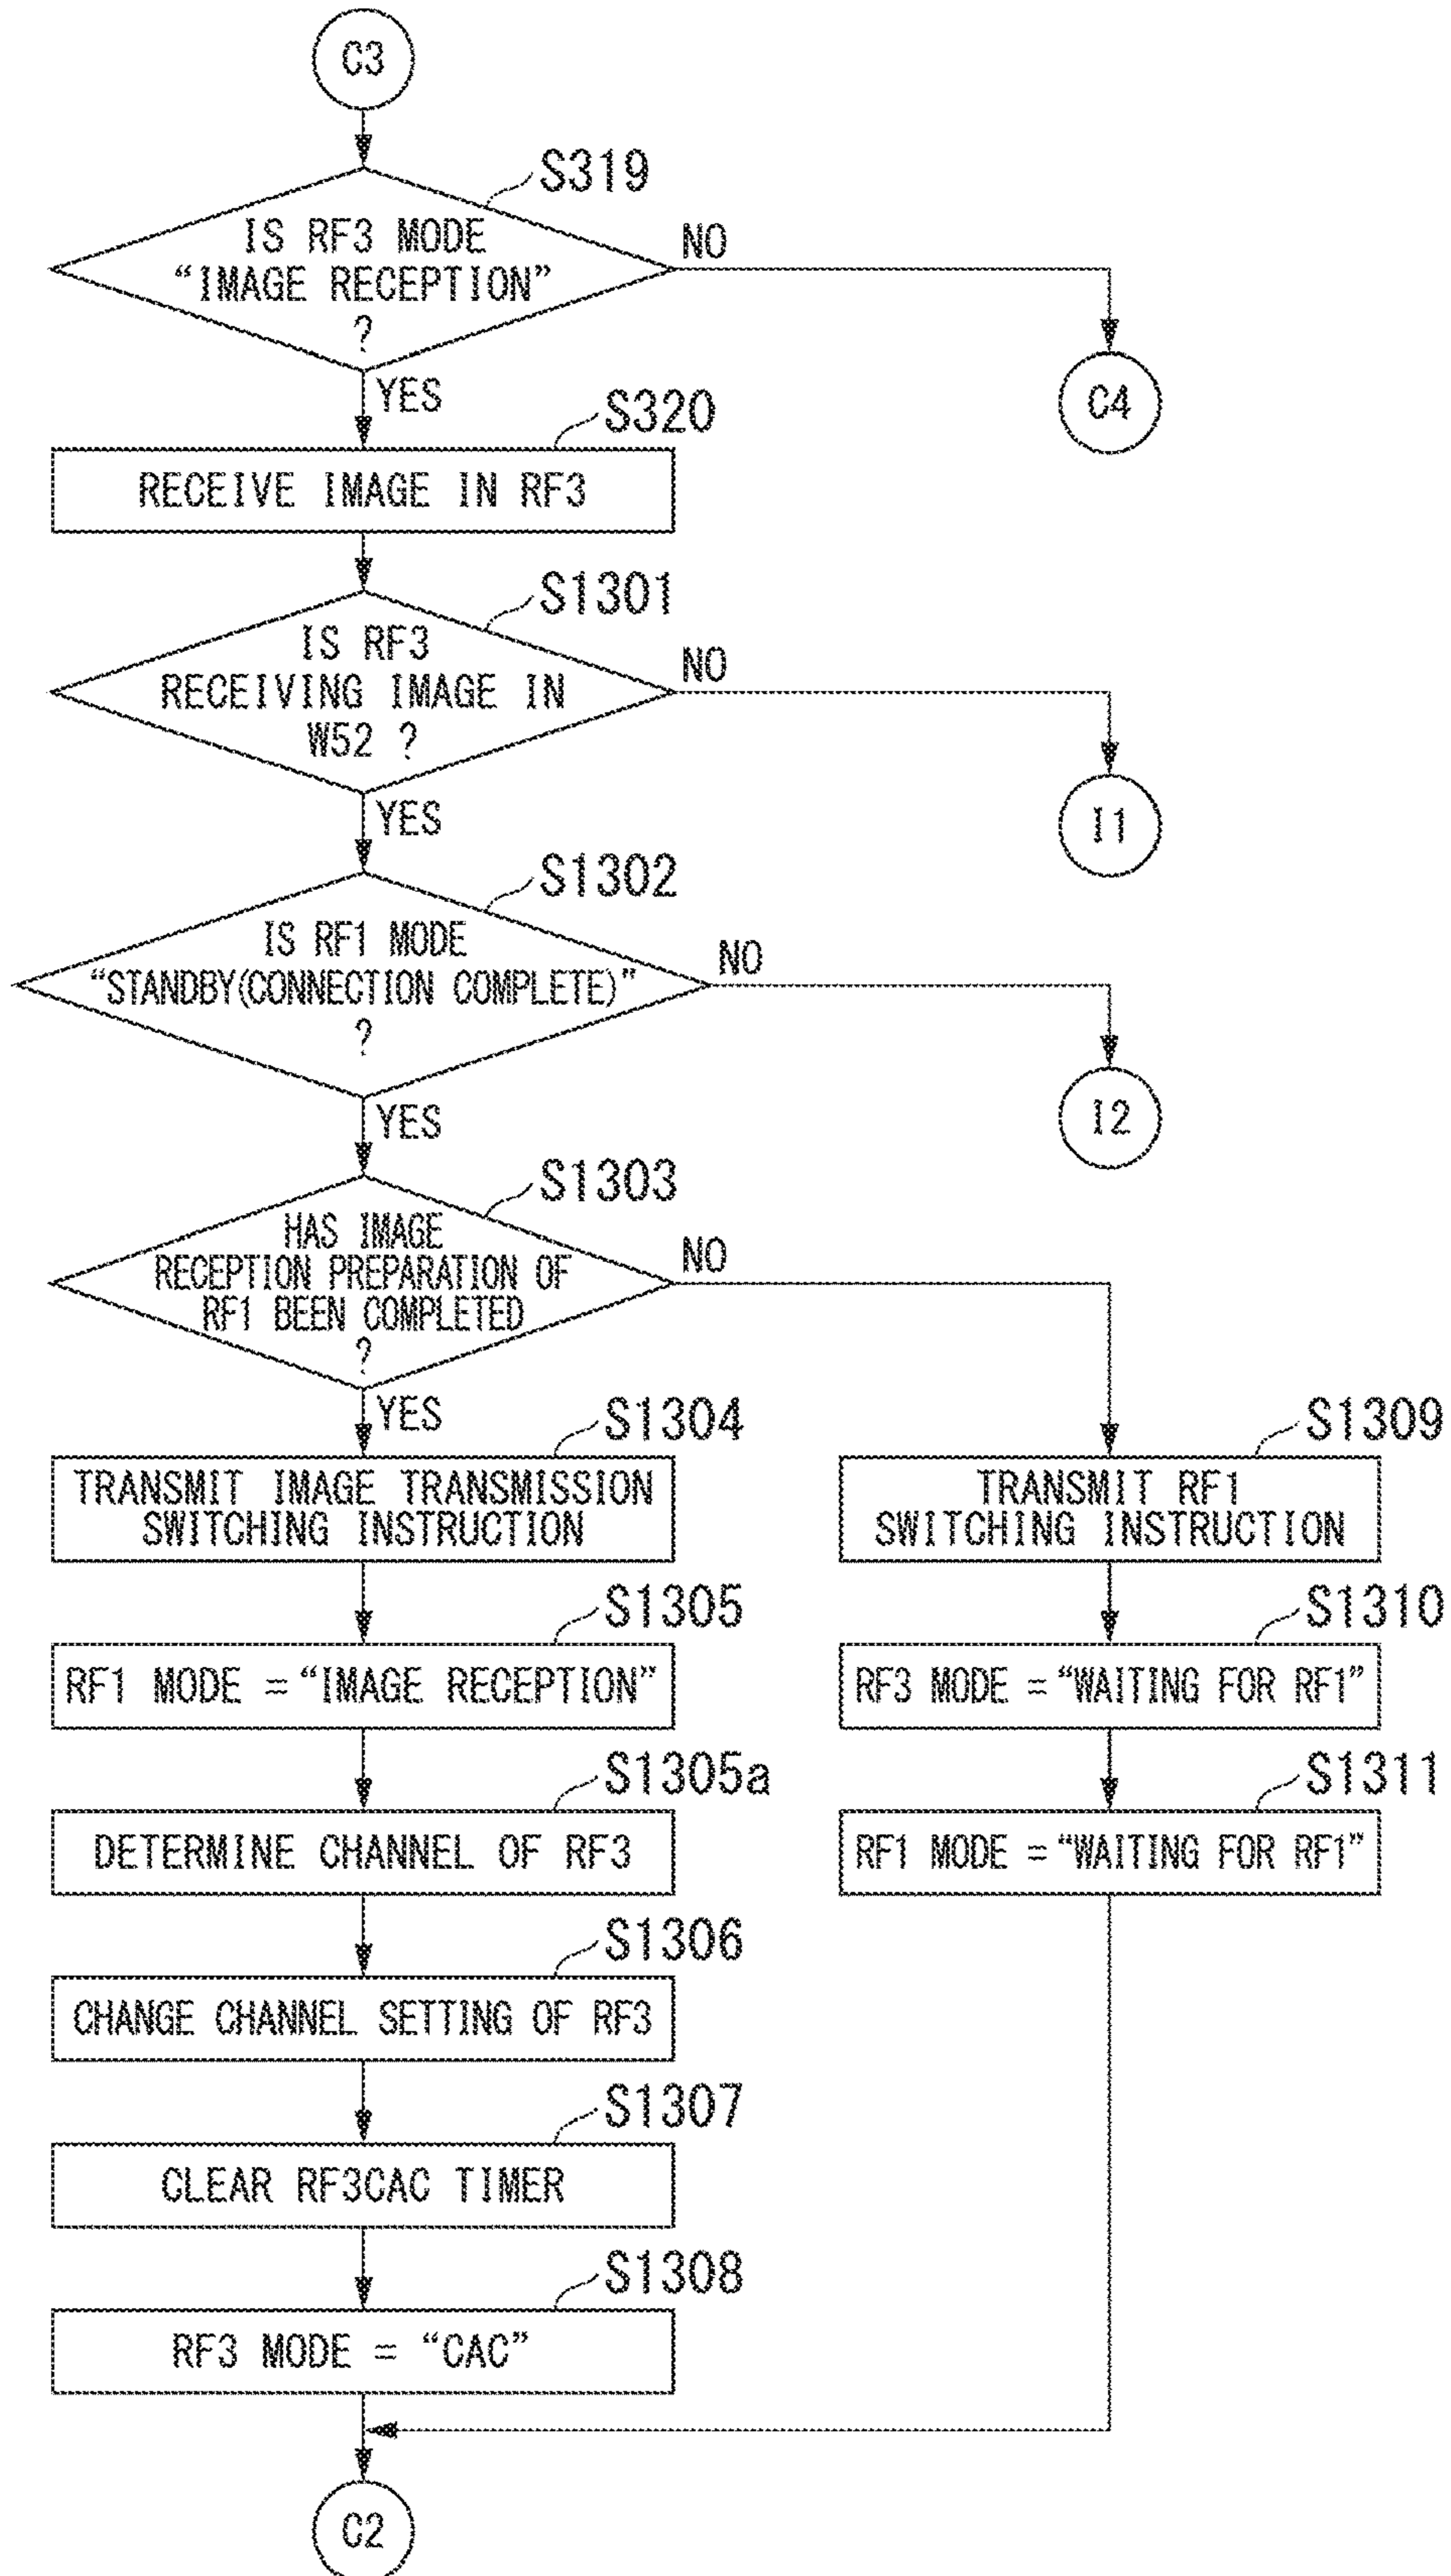 C3
S319
IS RF3 MODE
“IMAGE RECEPTION”
?
NO
YES
C4
S320
RECEIVE IMAGE IN RF3
S1301
IS RF3
RECEIVING IMAGE IN
W52 ?
NO
YES
I1
S1302
IS RF1 MODE
“STANDBY(CONNECTION COMPLETE)”
?
NO
YES
I2
S1303
HAS IMAGE
RECEPTION PREPARATION OF
RF1 BEEN COMPLETED
?
NO
YES
S1304
TRANSMIT IMAGE TRANSMISSION
SWITCHING INSTRUCTION
S1309
TRANSMIT RF1
SWITCHING INSTRUCTION
S1305
RF1 MODE =“IMAGE RECEPTION”
S1310
RF3 MODE =“WAITING FOR RF1”
S1305a
DETERMINE CHANNEL OF RF3
S1311
RF1 MODE =“WAITING FOR RF1”
S1306
CHANGE CHANNEL SETTING OF RF3
S1307
CLEAR RF3CAC TIMER
S1308
RF3 MODE = “CAC”
C2